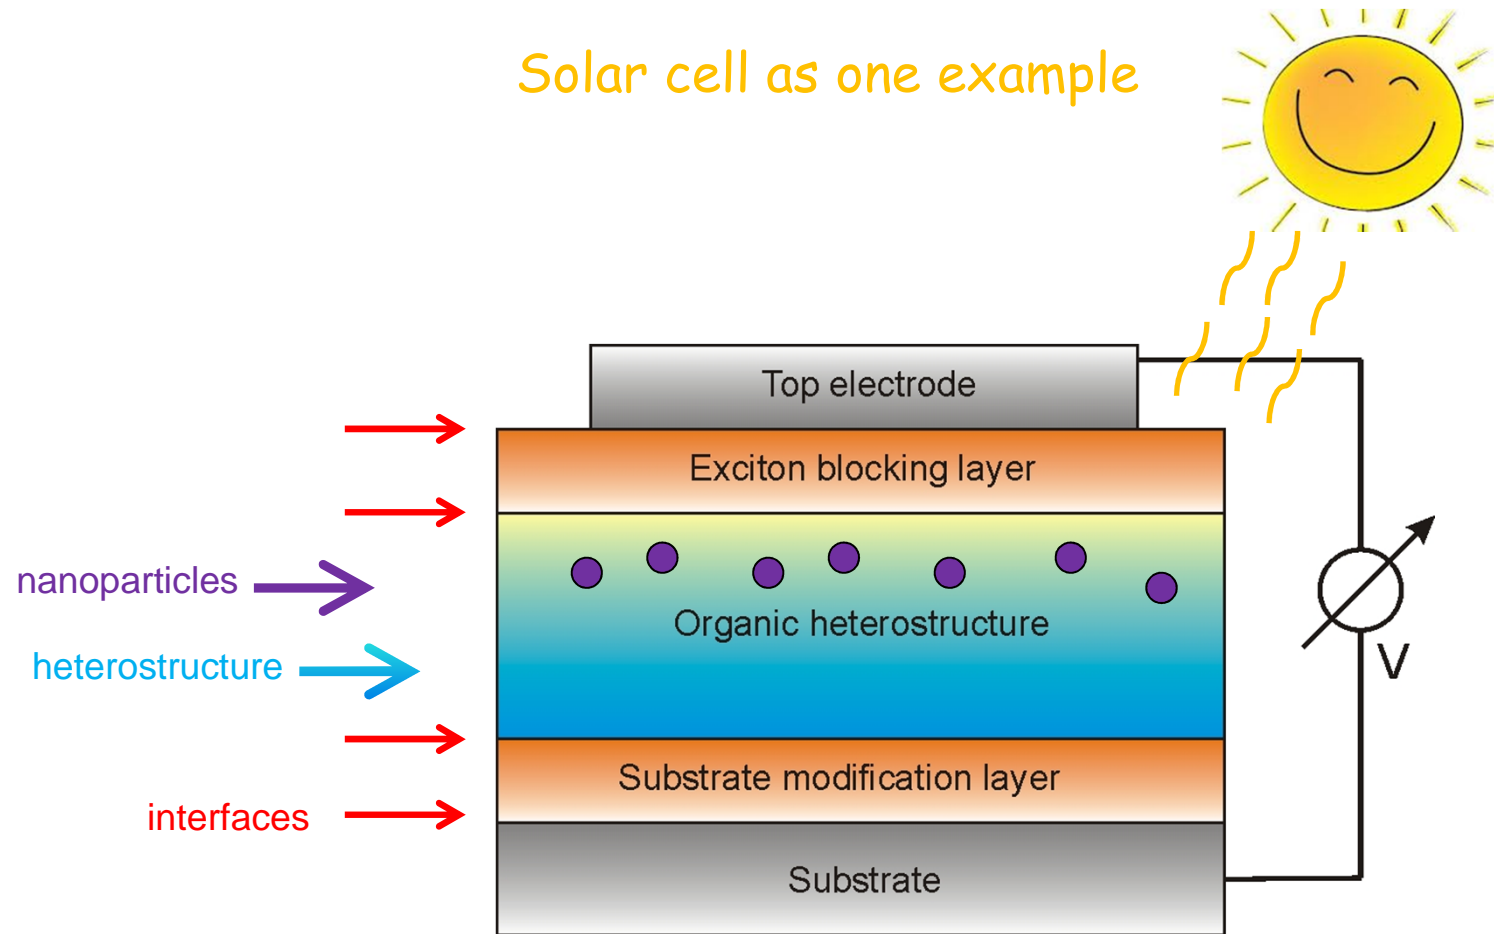 Solar cell as one example
Top electrode
Exciton blocking layer
nanoparticles
Organic heterostructure
heterostructure
V
Substrate modification layer
interfaces
Substrate